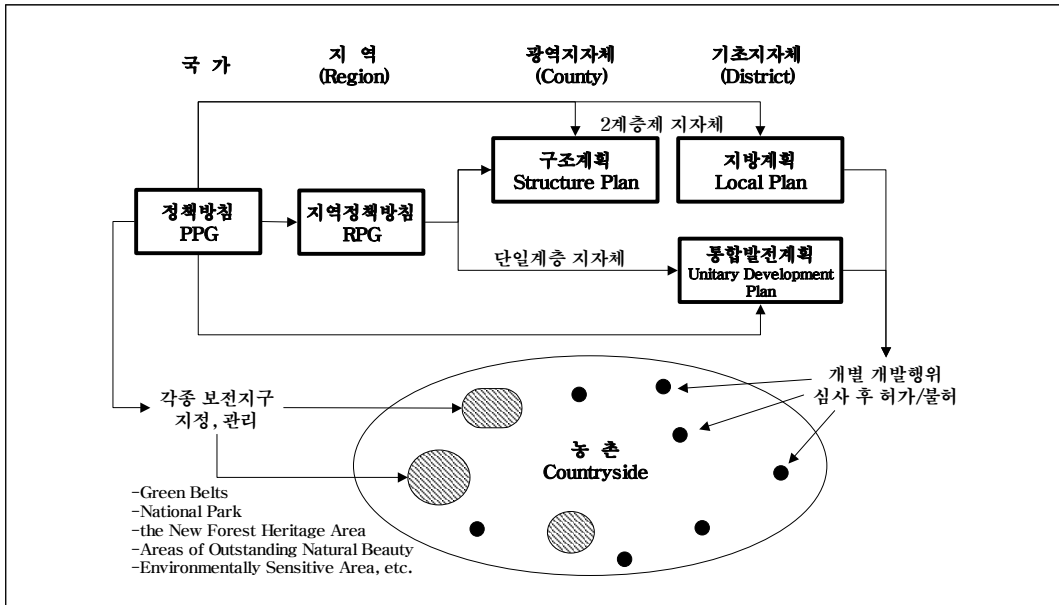 국 가
지 역
(Region)
광역지자체
(County)
기초지자체
(District)
2계층제 지자체
구조계획
Structure Plan
지방계획
Local Plan
정책방침
PPG
지역정책방침
RPG
단일계층 지자체
통합발전계획
Unitary Development
Plan
각종 보전지구
지정, 관리
개별 개발행위
심사 후 허가/불허
농 촌
Countryside
-Green Belts
-National Park
-the New Forest Heritage Area
-Areas of Outstanding Natural Beauty
-Environmentally Sensitive Area, etc.